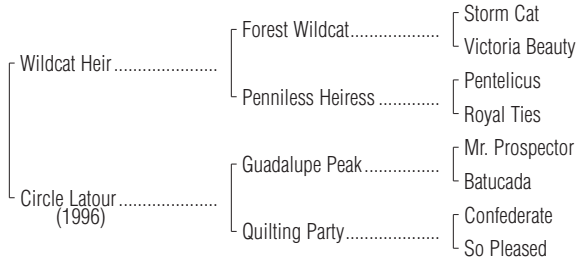 Storm Cat
Forest Wildcat....................
Victoria Beauty
Wildcat Heir.......................
Pentelicus
Penniless Heiress .............
Royal Ties
Mr. Prospector
Guadalupe Peak................
Batucada
Circle Latour......................
(1996)
Confederate
Quilting Party.....................
So Pleased